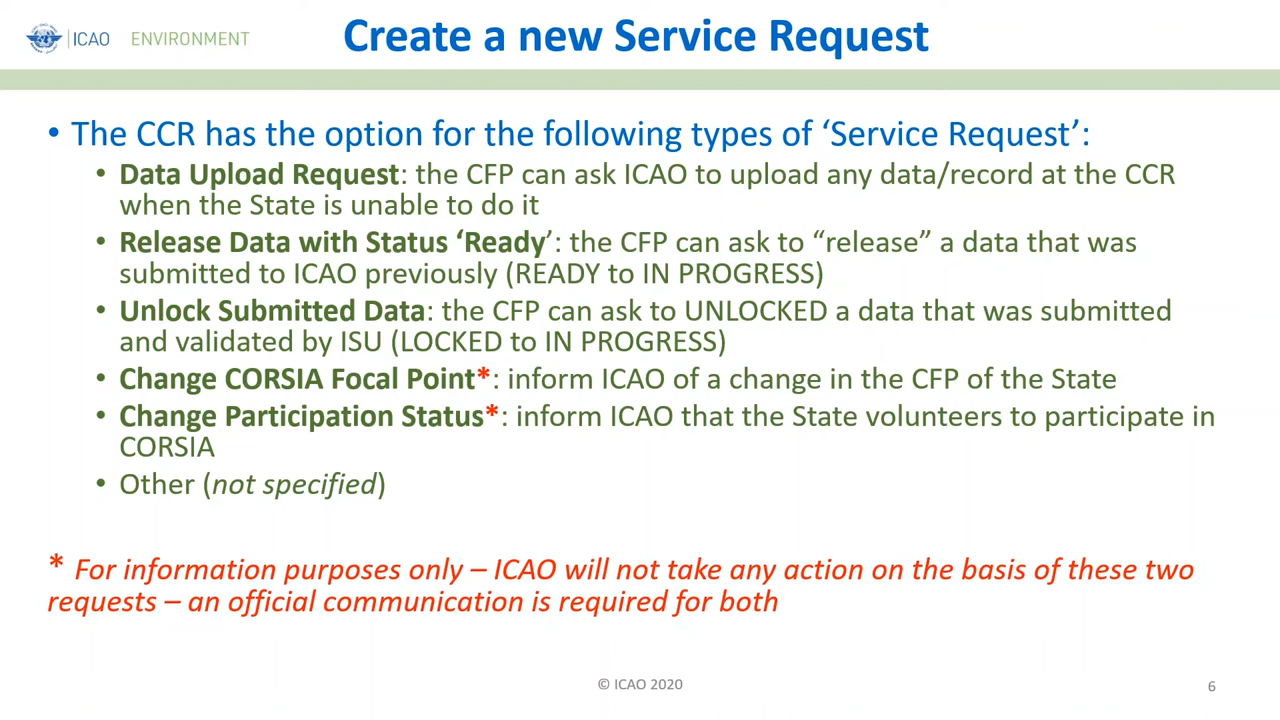 ICAO ENVIRONMENT
Create a new Service Request
• The CCR has the option for the following types of ‘Service Request’:
• Data Upload Request: the CFP can ask ICAO to upload any data/record at the CCR
when the State is unable to do it
• Release Data with Status ‘Ready’: the CFP can ask to “release” a data that was
submitted to ICAO previously (READY to IN PROGRESS)
• Unlock Submitted Data: the CFP can ask to UNLOCKED a data that was submitted
and validated by ISU (LOCKED to IN PROGRESS)
• Change CORSIA Focal Point*: inform ICAO of a change in the CFP of the State
• Change Participation Status*: inform ICAO that the State volunteers to participate in
CORSIA
• Other (not specified)
* For information purposes only – ICAO will not take any action on the basis of these two
requests – an official communication is required for both
© ICAO 2020
6